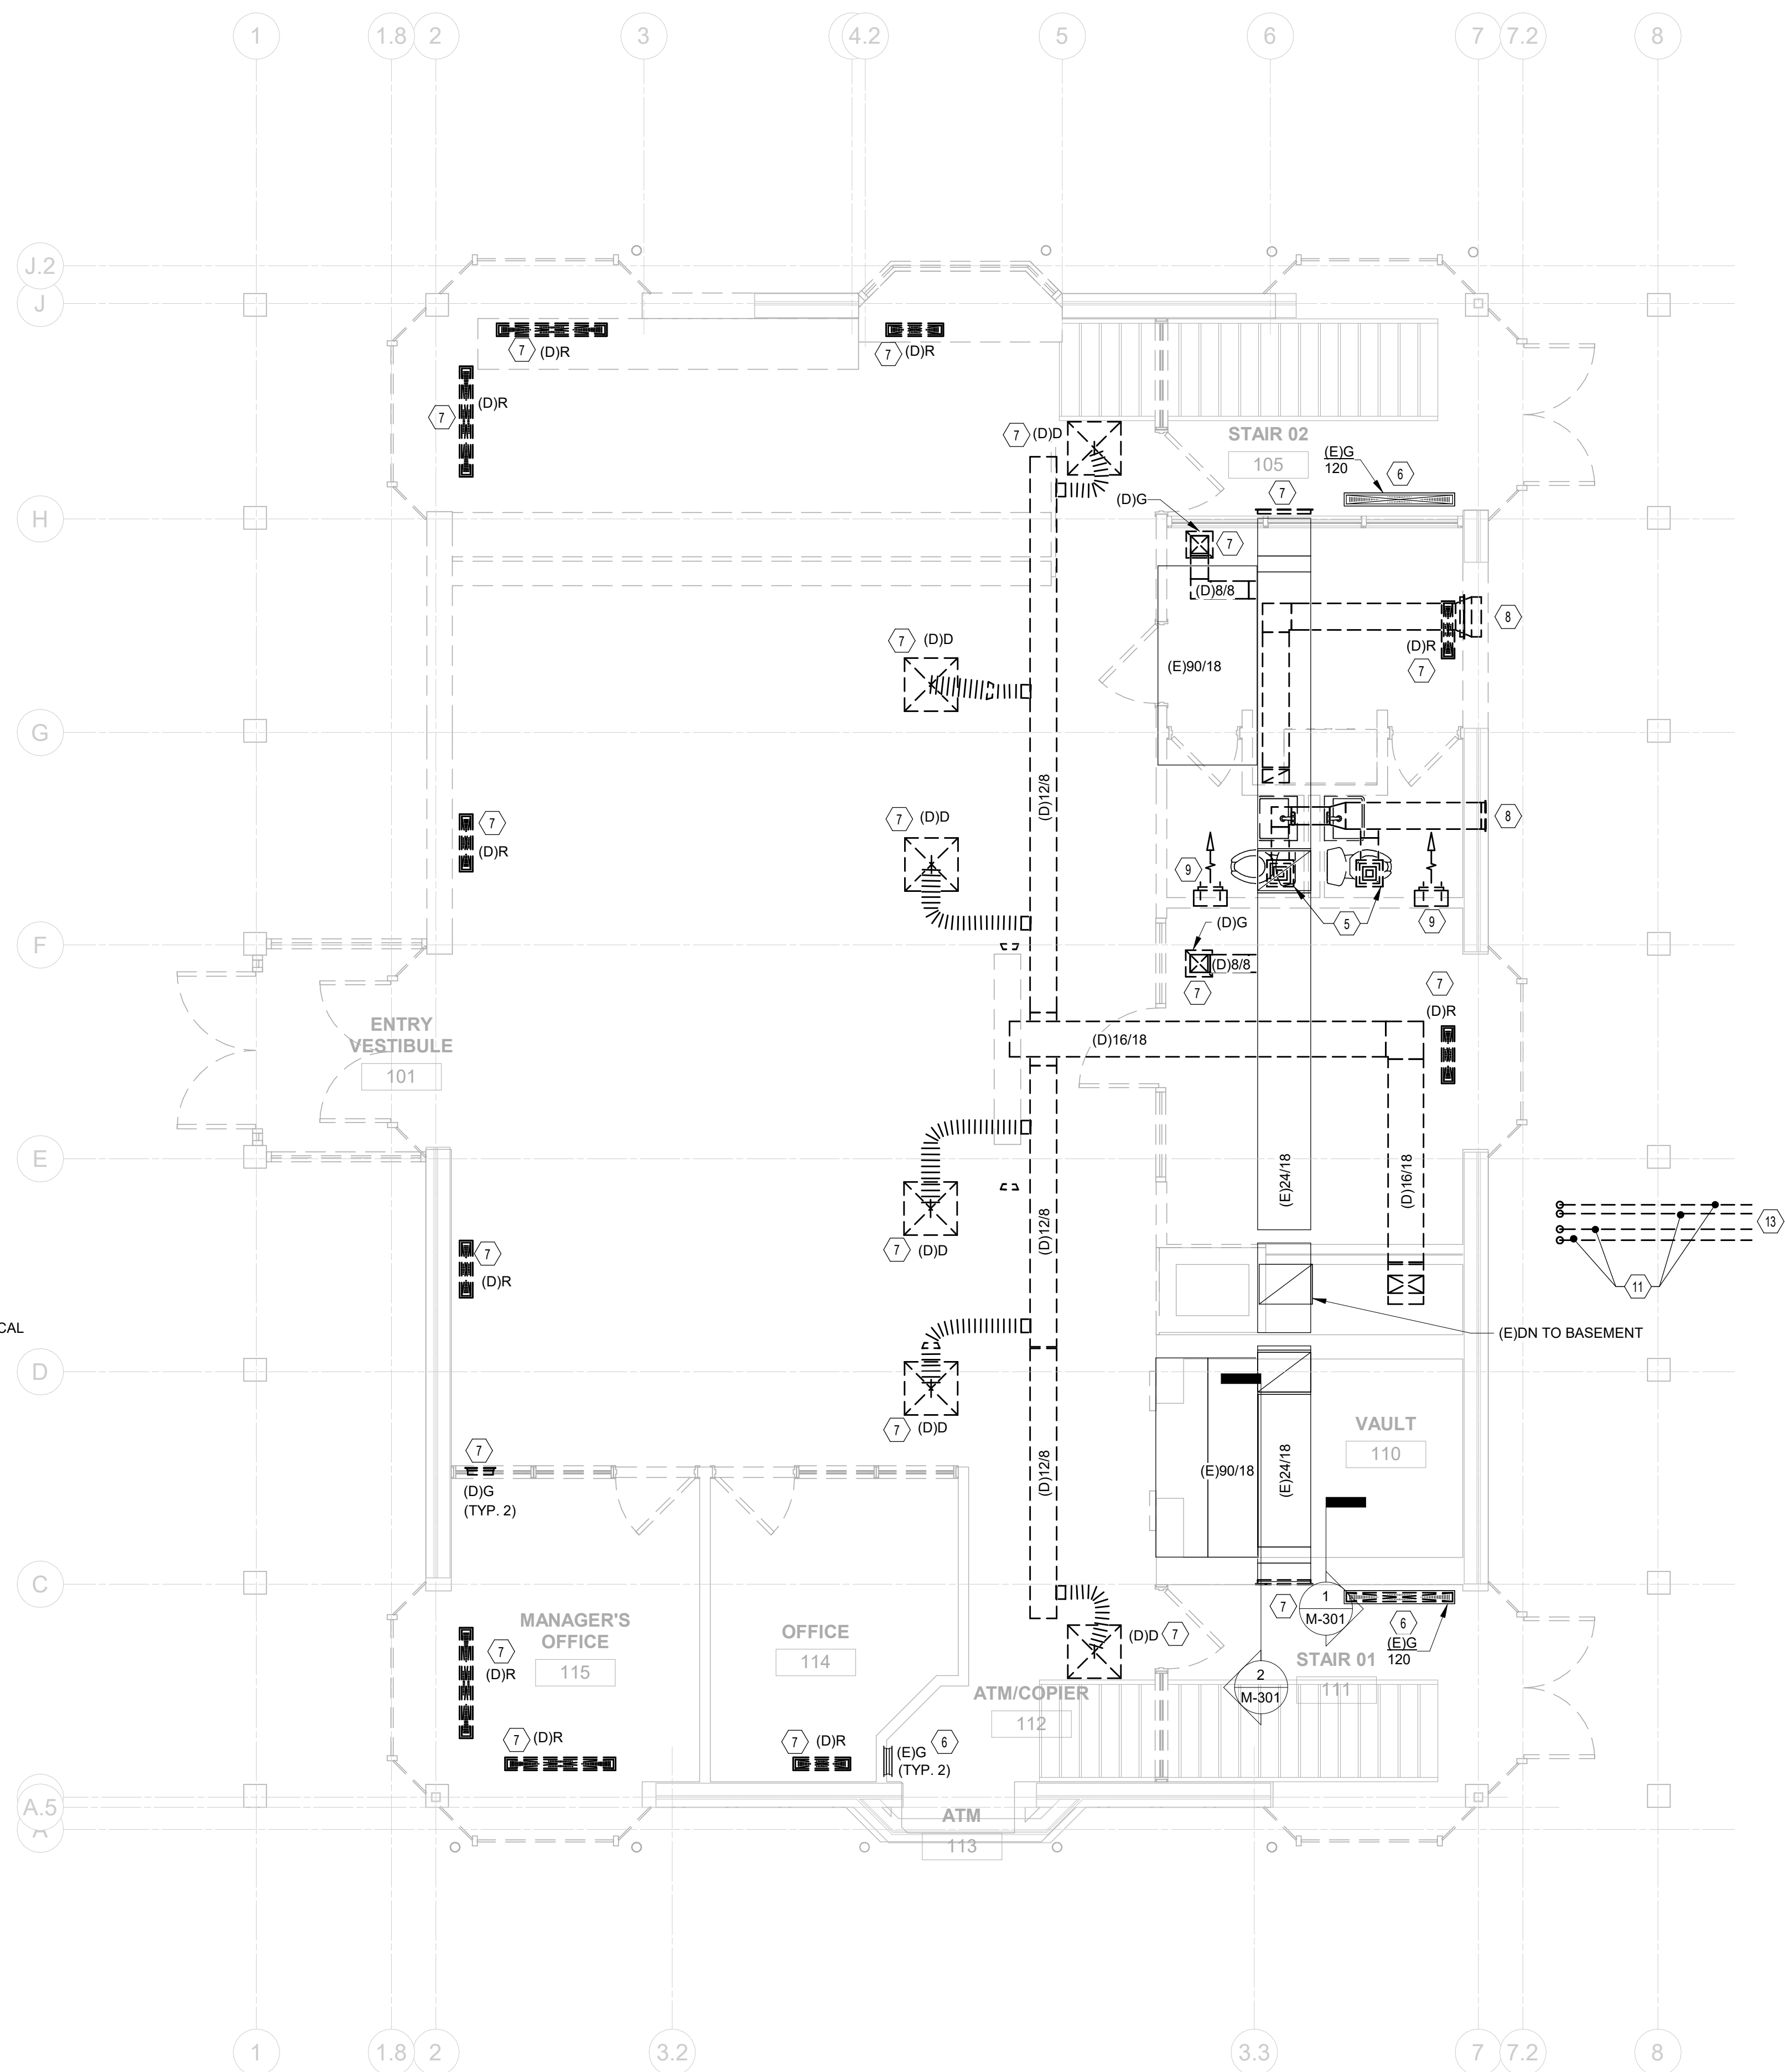 1
1.8
2
3
4.2
5
6
7
7.2
8
J.2
J
7
(D)R
7
(D)R
7
(D)R
7
(D)D
STAIR 02
105
(E)G
120
6
7
H
(D)G
7
(D)8/8
8
7
(D)D
(D)R
7
(E)90/18
G
(D)12/8
7
(D)D
7
(D)R
8
9
5
9
F
(D)G
(D)8/8
7
7
(D)R
ENTRY
VESTIBULE
101
(D)16/18
E
(E)24/18
(D)16/18
(D)12/8
13
7
(D)D
7
(D)R
11
CAL
(E)DN TO BASEMENT
D
7
(D)D
VAULT
110
7
(D)G
(TYP. 2)
(D)12/8
(E)90/18
(E)24/18
C
7
1
M-301
6
(E)G
120
MANAGER'S
OFFICE
115
7
(D)R
OFFICE
114
(D)D
7
STAIR 01
111
2
M-301
ATM/COPIER
112
7
(D)R
7
(D)R
(E)G
(TYP. 2)
6
A.5
A
ATM
113
1
1.8
2
3.2
3.3
7
7.2
8